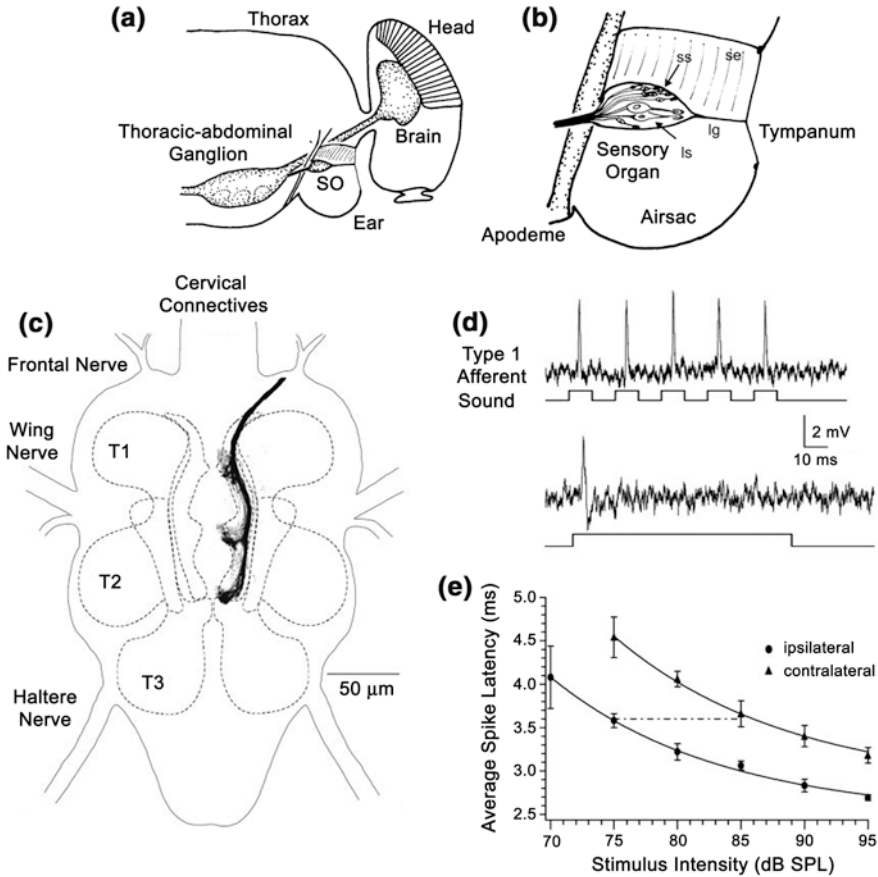 (a)
Thorax
Head
Thoracic-abdominal
Ganglion
Brain
SO
Ear
(b)
ss
se
lg
ls
Tympanum
Sensory
Organ
Airsac
Apodeme
(c)
Cervical
Connectives
Frontal Nerve
Wing
Nerve
T1
T2
T3
50 µm
Haltere
Nerve
(d)
Type 1
Afferent
Sound
2 mV
10 ms
(e)
Average Spike Latency (ms)
5.0
4.5
4.0
3.5
3.0
2.5
ipsilateral
contralateral
70 75 80 85 90 95
Stimulus Intensity (dB SPL)